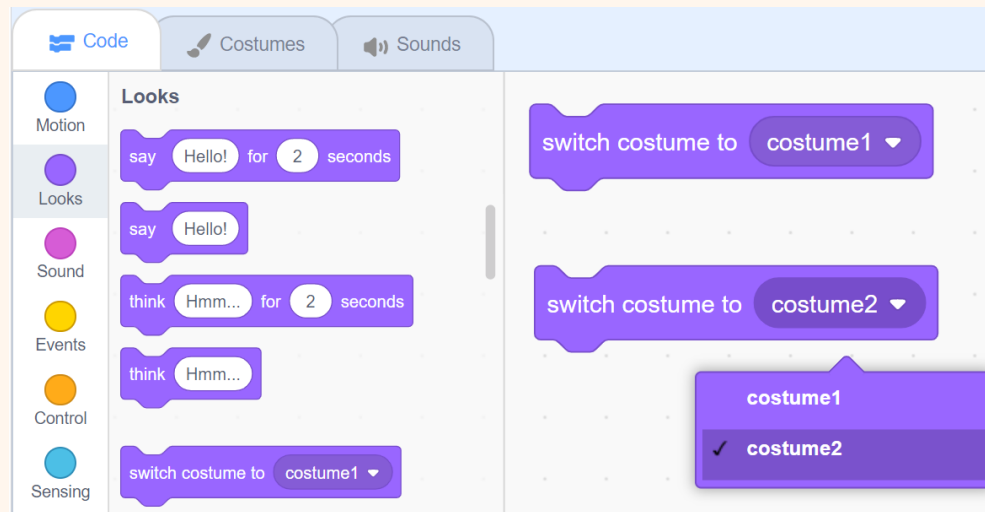 Code
Costumes
Sounds
Motion
Looks
Sound
Events
Control
Sensing
Looks
say Hello! for 2 seconds
say Hello!
think Hmm... for 2 seconds
think Hmm...
switch costume to costume1
switch costume to costume1
switch costume to costume2
costume1
✓ costume2